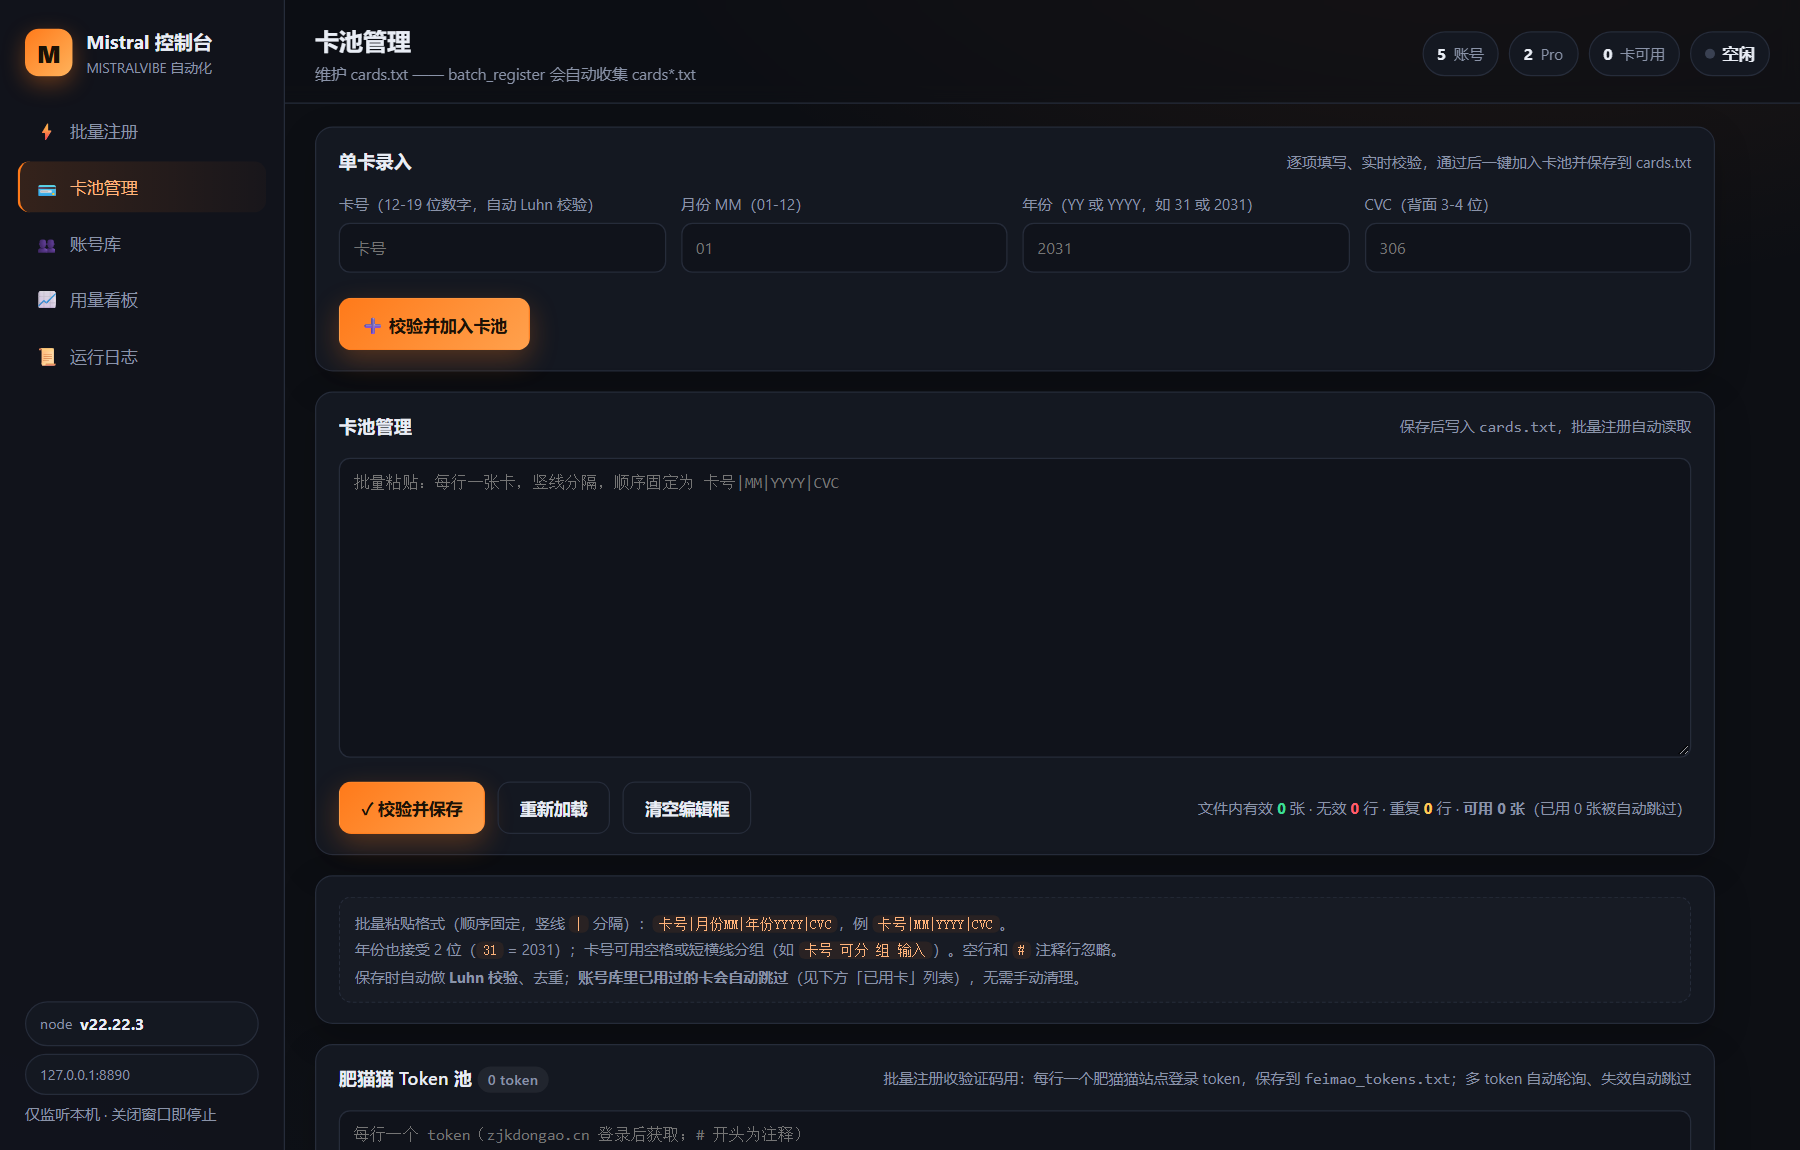 M
Mistral 控制台
MISTRALVIBE 自动化
批量注册
卡池管理
账号库
用量看板
运行日志
node v22.22.3
127.0.0.1:8890
仅监听本机 · 关闭窗口即停止
卡池管理
维护 cards.txt —— batch_register 会自动收集 cards*.txt
5 账号
2 Pro
0 卡可用
空闲
单卡录入
逐项填写、实时校验，通过后一键加入卡池并保存到 cards.txt
卡号（12-19 位数字，自动 Luhn 校验）
月份 MM（01-12）
年份（YY 或 YYYY，如 31 或 2031）
CVC（背面 3-4 位）
卡号
01
2031
306
校验并加入卡池
卡池管理
保存后写入 cards.txt，批量注册自动读取
批量粘贴：每行一张卡，竖线分隔，顺序固定为 卡号|MM|YYYY|CVC
✓ 校验并保存
重新加载
清空编辑框
文件内有效 0 张 · 无效 0 行 · 重复 0 行 · 可用 0 张（已用 0 张被自动跳过）
批量粘贴格式（顺序固定，竖线 | 分隔）： 卡号|月份MM|年份YYYY|CVC，例 卡号|MM|YYYY|CVC。
年份也接受 2 位（31 = 2031）；卡号可用空格或短横线分组（如 卡号 可分 组 输入）。空行和 # 注释行忽略。
保存时自动做 Luhn 校验、去重；账号库里已用过的卡会自动跳过（见下方「已用卡」列表），无需手动清理。
肥猫猫 Token 池
0 token
批量注册收验证码用：每行一个肥猫猫站点登录 token，保存到 feimao_tokens.txt；多 token 自动轮询、失效自动跳过
每行一个 token（zjkdongao.cn 登录后获取；# 开头为注释）